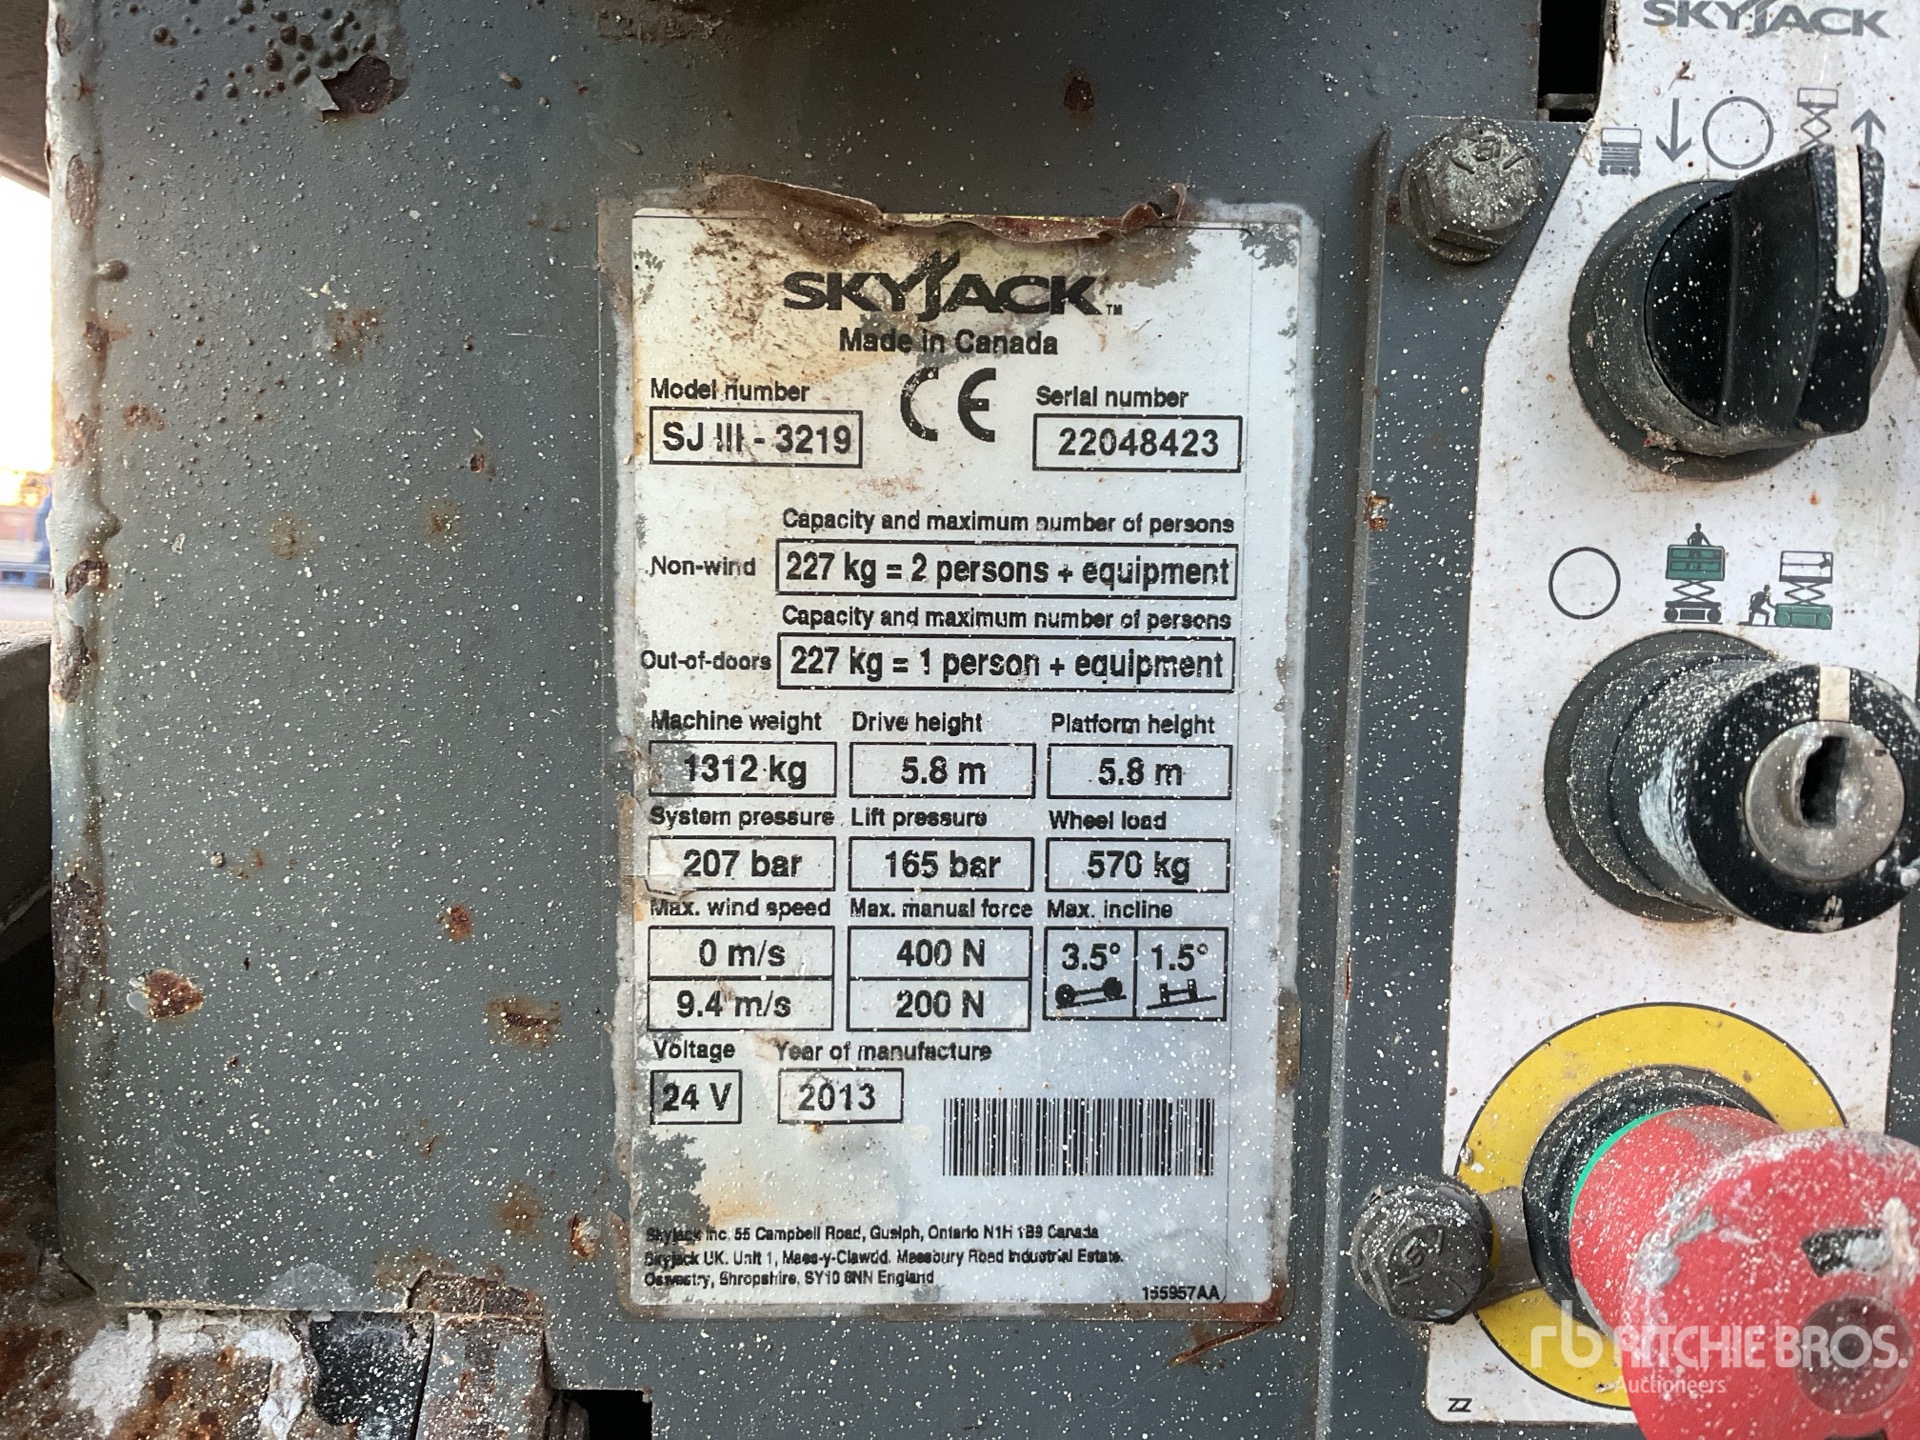 SKYJACK
SKYJACK™
Made in Canada
CE
Model number
SJ III - 3219
Serial number
22048423
Capacity and maximum number of persons
Non-wind
227 kg = 2 persons + equipment
Capacity and maximum number of persons
Out-of-doors
227 kg = 1 person + equipment
Machine weight Drive height Platform height
1312 kg 5.8 m 5.8 m
System pressure Lift pressure Wheel load
207 bar 165 bar 570 kg
Max. wind speed Max. manual force Max. incline
0 m/s 400 N 3.5° 1.5°
9.4 m/s 200 N
Voltage Year of manufacture
24 V 2013
Skyjack Inc. 55 Campbell Road, Guelph, Ontario N1H 1B9 Canada
Skyjack UK. Unit 1, Maes-y-Clawdd. Maesbury Road Industrial Estate.
Oswestry, Shropshire, SY10 8NN England
155957AA
ZZ
rb RITCHIE BROS.
Auctioneers